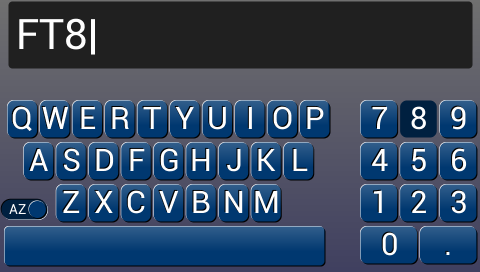 FT8
Q W E R T Y U I O P 7 8 9
A S D F G H J K L 4 5 6
AZ Z X C V B N M 1 2 3
0 .